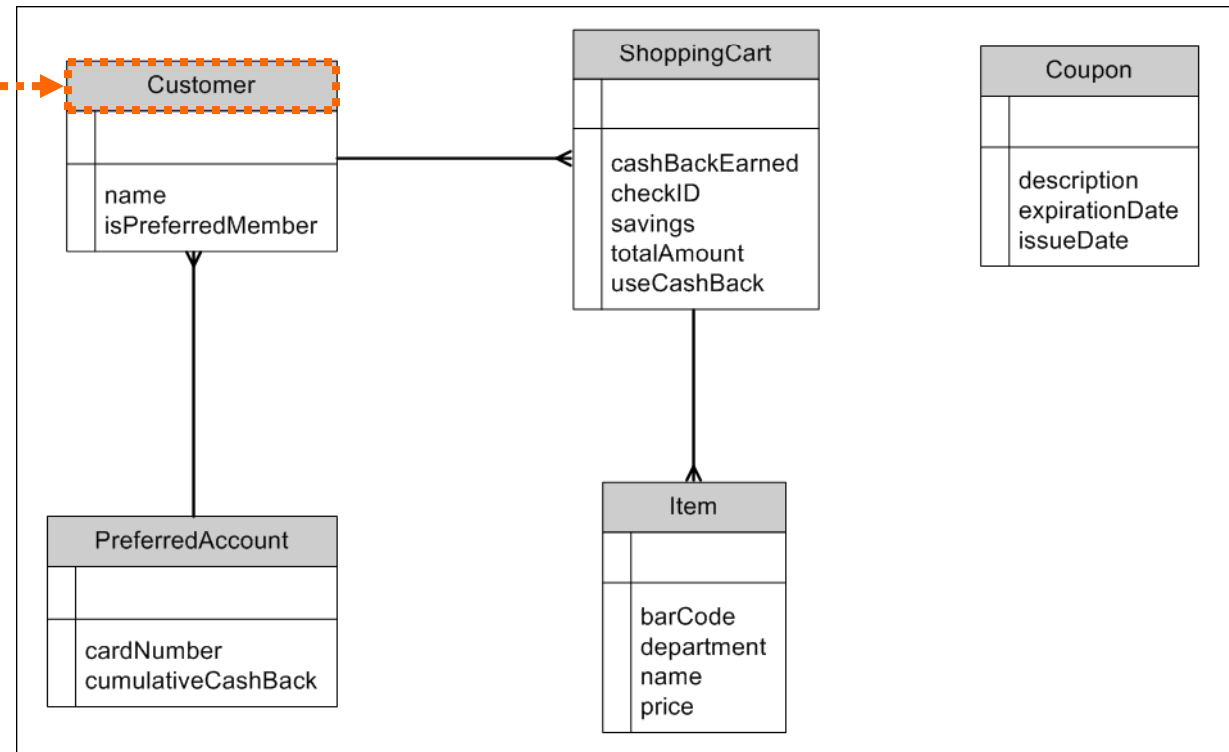 Customer
name
isPreferredMember
ShoppingCart
cashBackEarned
checkID
savings
totalAmount
useCashBack
Coupon
description
expirationDate
issueDate
PreferredAccount
cardNumber
cumulativeCashBack
Item
barCode
department
name
price